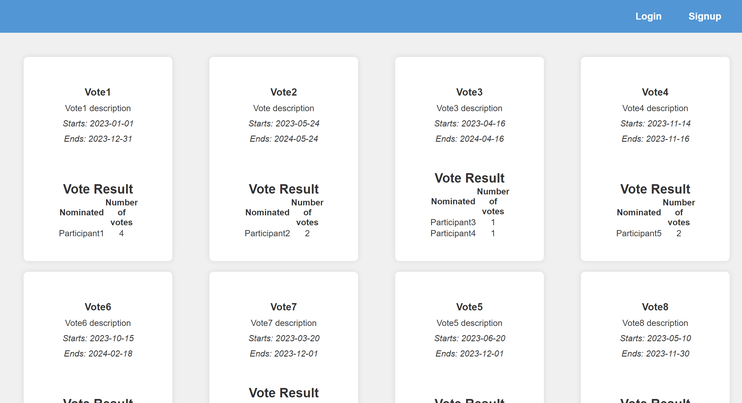 Login Signup
Vote1
Vote1 description
Starts: 2023-01-01
Ends: 2023-12-31
Vote Result
Nominated Number of votes
Participant1 4
Vote2
Vote description
Starts: 2023-05-24
Ends: 2024-05-24
Vote Result
Nominated Number of votes
Participant2 2
Vote3
Vote3 description
Starts: 2023-04-16
Ends: 2024-04-16
Vote Result
Nominated Number of votes
Participant3 1
Participant4 1
Vote4
Vote4 description
Starts: 2023-11-14
Ends: 2023-11-16
Vote Result
Nominated Number of votes
Participant5 2
Vote6
Vote6 description
Starts: 2023-10-15
Ends: 2024-02-18
Vote Result
Vote7
Vote7 description
Starts: 2023-03-20
Ends: 2023-12-01
Vote Result
Vote5
Vote5 description
Starts: 2023-06-20
Ends: 2023-12-01
Vote Result
Vote8
Vote8 description
Starts: 2023-05-10
Ends: 2023-11-30
Vote Result